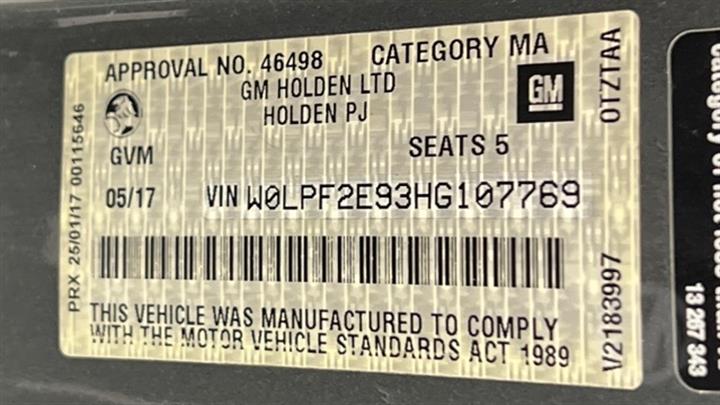 APPROVAL NO. 46498 CATEGORY MA
GM HOLDEN LTD
HOLDEN PJ
GM
GVM
SEATS 5
05/17 VIN W0LPF2E93HG107769
THIS VEHICLE WAS MANUFACTURED TO COMPLY
WITH THE MOTOR VEHICLE STANDARDS ACT 1989
PRX 25/01/17 00115646
OTZTAA
V2183997
13 267 343